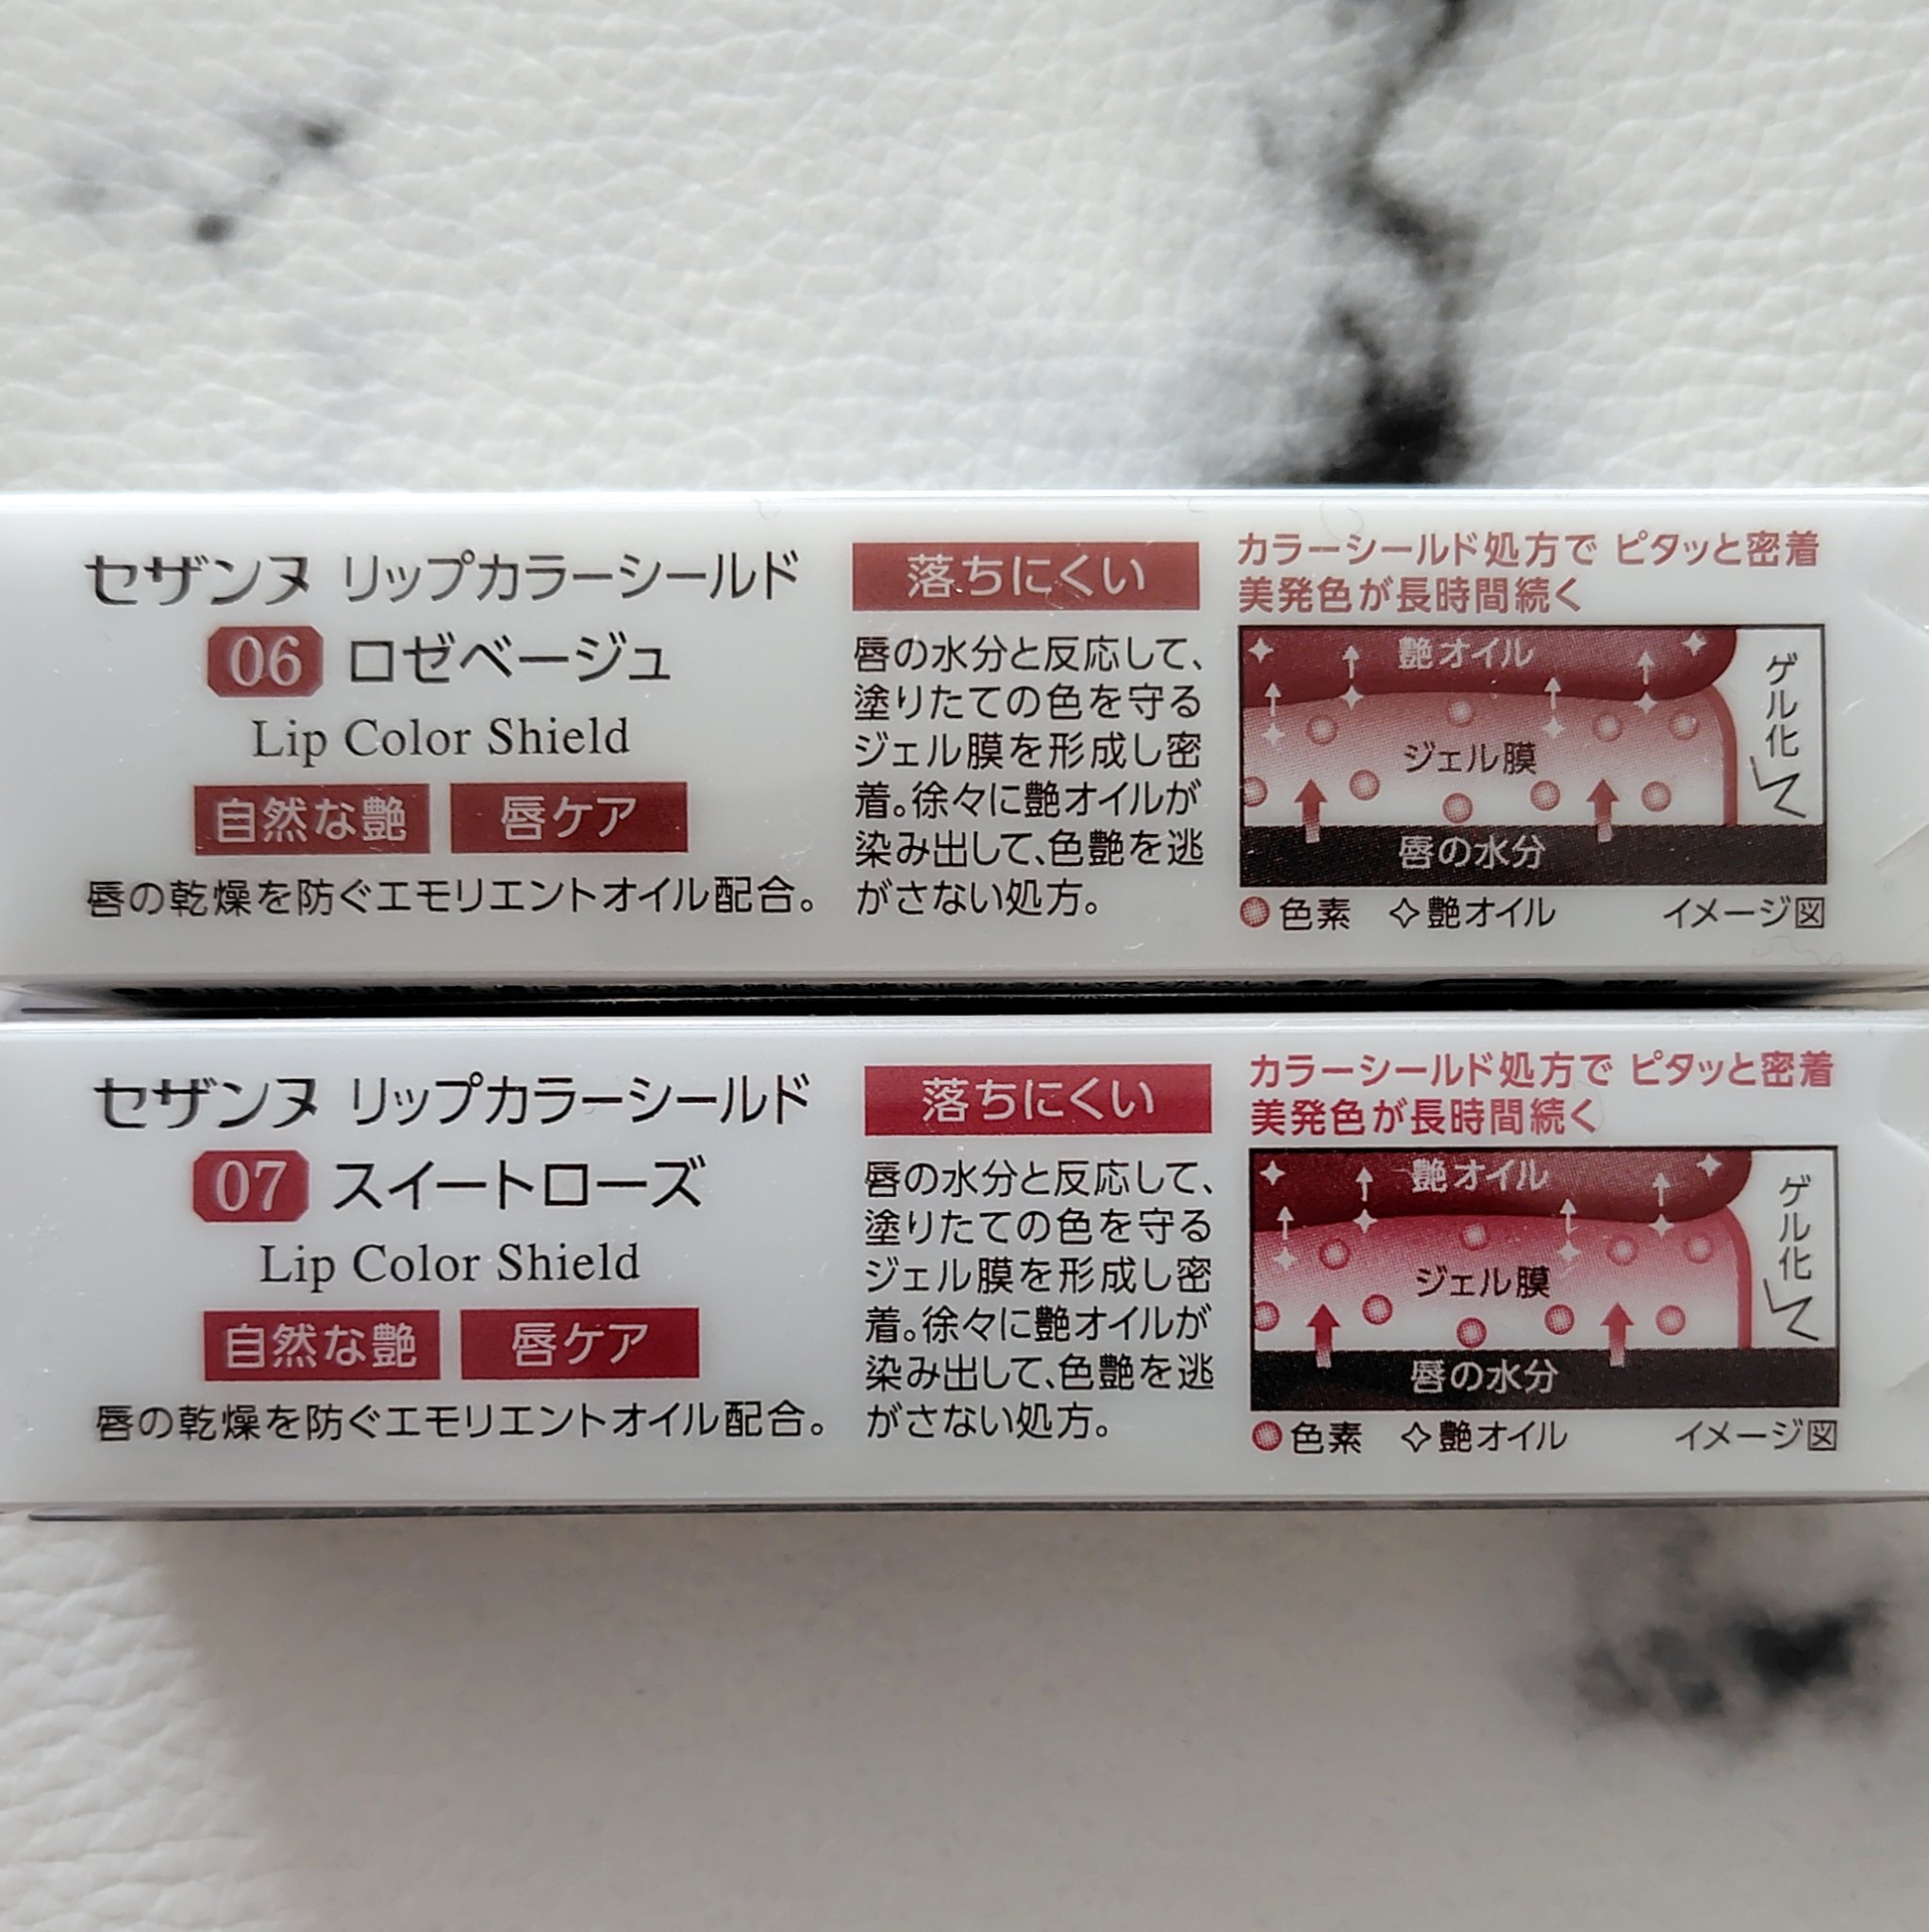 セザンヌ リップカラーシールド
06 ロゼベージュ
Lip Color Shield
自然な艶 唇ケア
唇の乾燥を防ぐエモリエントオイル配合。
落ちにくい
唇の水分と反応して、
塗りたての色を守る
ジェル膜を形成し密
着。徐々に艶オイルが
染み出して、色艶を逃
がさない処方。
カラーシールド処方で ピタッと密着
美発色が長時間続く
艶オイル
ジェル膜
唇の水分
ゲル化
色素 艶オイル イメージ図
セザンヌ リップカラーシールド
07 スイートローズ
Lip Color Shield
自然な艶 唇ケア
唇の乾燥を防ぐエモリエントオイル配合。
落ちにくい
唇の水分と反応して、
塗りたての色を守る
ジェル膜を形成し密
着。徐々に艶オイルが
染み出して、色艶を逃
がさない処方。
カラーシールド処方で ピタッと密着
美発色が長時間続く
艶オイル
ジェル膜
唇の水分
ゲル化
色素 艶オイル イメージ図